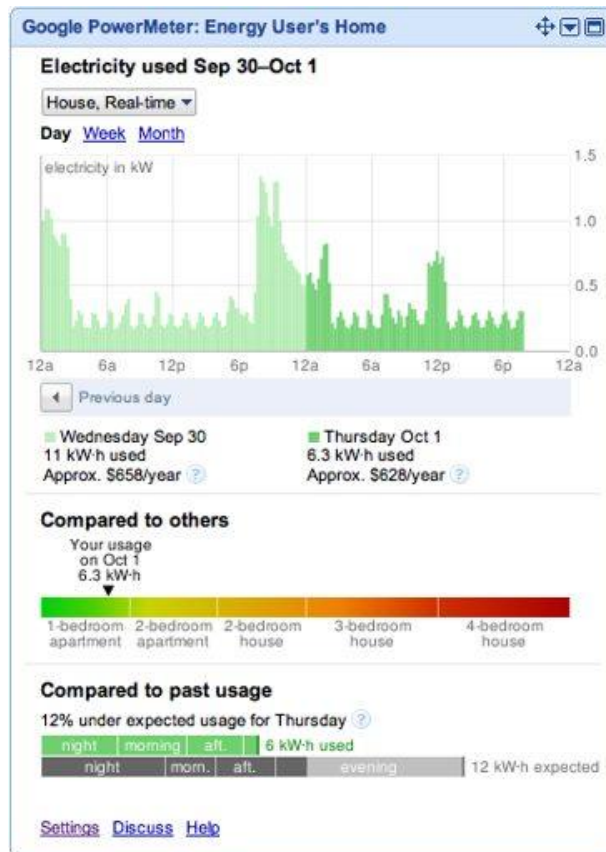 Google PowerMeter: Energy User's Home
Electricity used Sep 30–Oct 1
House, Real-time
Day Week Month
electricity in kW
1.5
1.0
0.5
0.0
12a 6a 12p 6p 12a 6a 12p 6p 12a
Previous day
Wednesday Sep 30
11 kW·h used
Approx. $658/year ?
Thursday Oct 1
6.3 kW·h used
Approx. $628/year ?
Compared to others
Your usage
on Oct 1
6.3 kW·h
1-bedroom apartment
2-bedroom apartment
2-bedroom house
3-bedroom house
4-bedroom house
Compared to past usage
12% under expected usage for Thursday ?
night morning aft. 6 kW·h used
night morn. aft. evening 12 kW·h expected
Settings Discuss Help